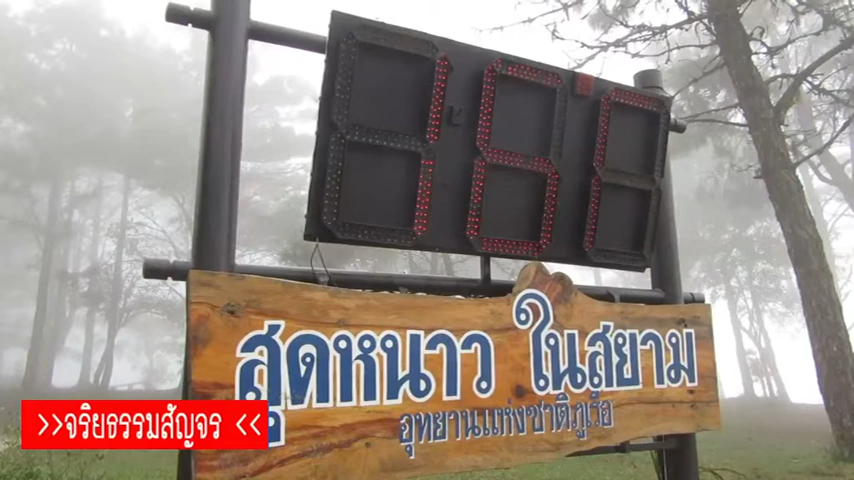 16°C
สุดหนาว ในสยาม
อุทยานแห่งชาติภูเรือ
>>จริยธรรมสัญจร <<